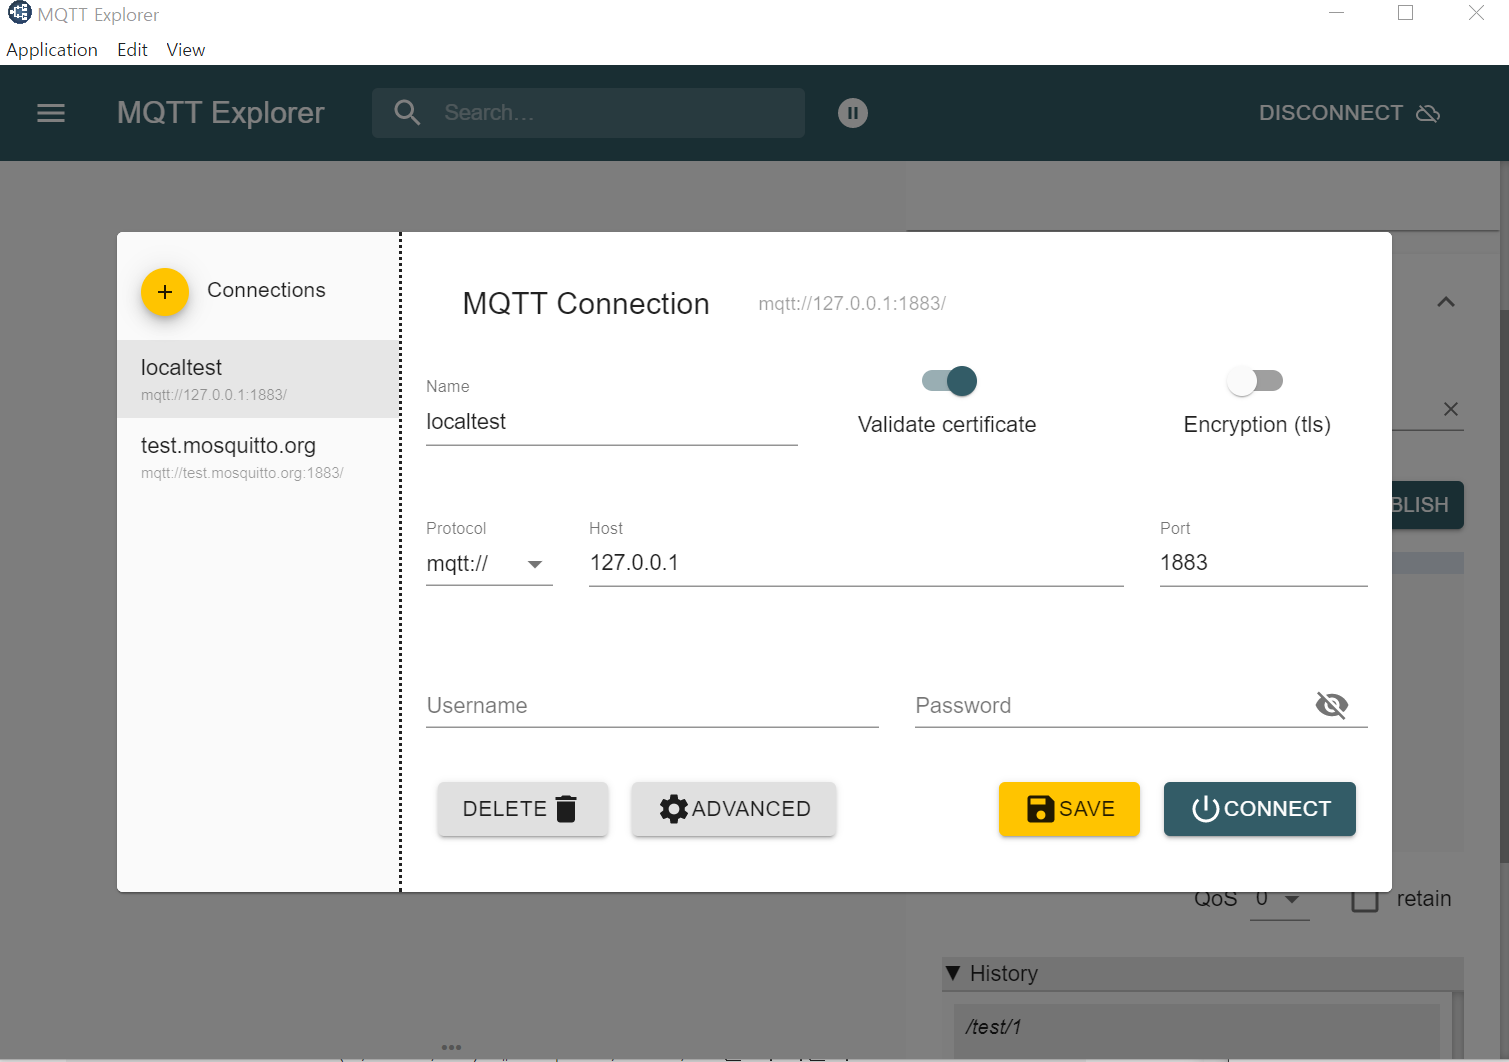 MQTT Explorer
Application Edit View
MQTT Explorer Search... DISCONNECT
Connections
localtest
mqtt://127.0.0.1:1883/
test.mosquitto.org
mqtt://test.mosquitto.org:1883/
MQTT Connection mqtt://127.0.0.1:1883/
Name
localtest
Validate certificate
Encryption (tls)
Protocol Host Port
mqtt:// 127.0.0.1 1883
Username Password
DELETE ADVANCED SAVE CONNECT
BLISH
QoS 0 retain
History
/test/1